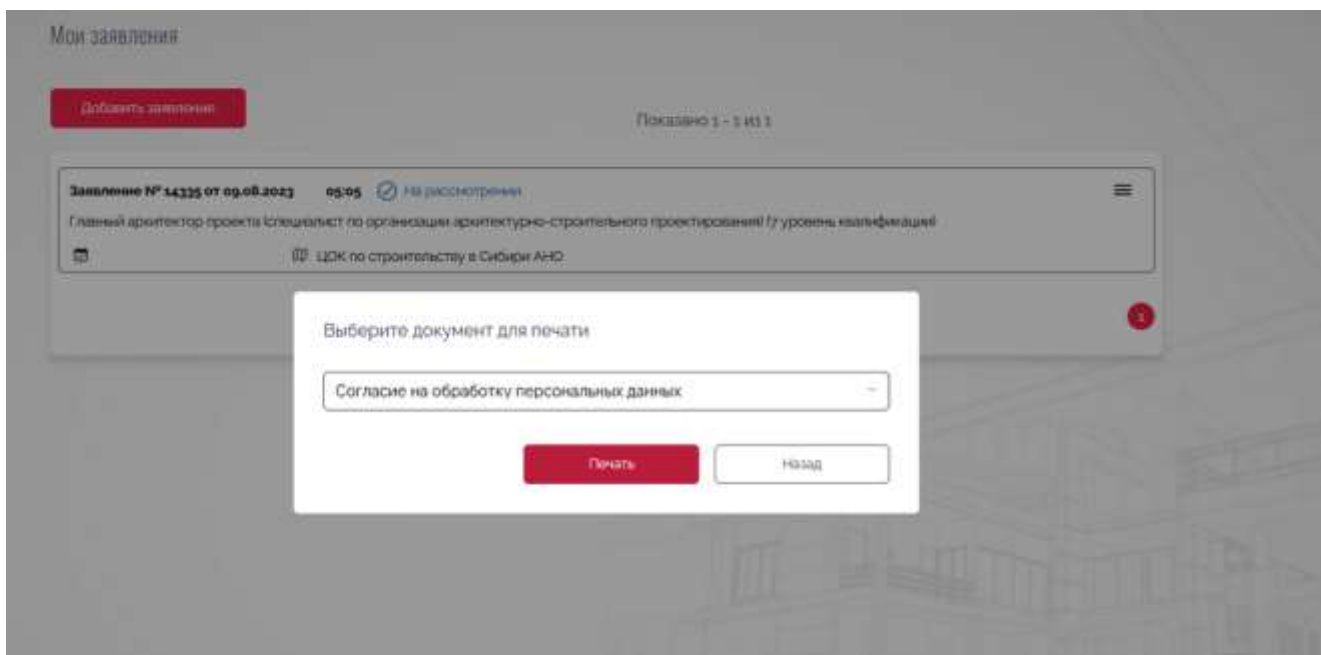 Мои заявления
Добавить заявление
Показано 1 - 1 из 1
Заявление № 14335 от 09.08.2023 05:05 На рассмотрении
Главный архитектор проекта (специалист по организации архитектурно-строительного проектирования) (7 уровень квалификации)
ЦОК по строительству в Сибири АНО
1
Выберите документ для печати
Согласие на обработку персональных данных
Печать Назад